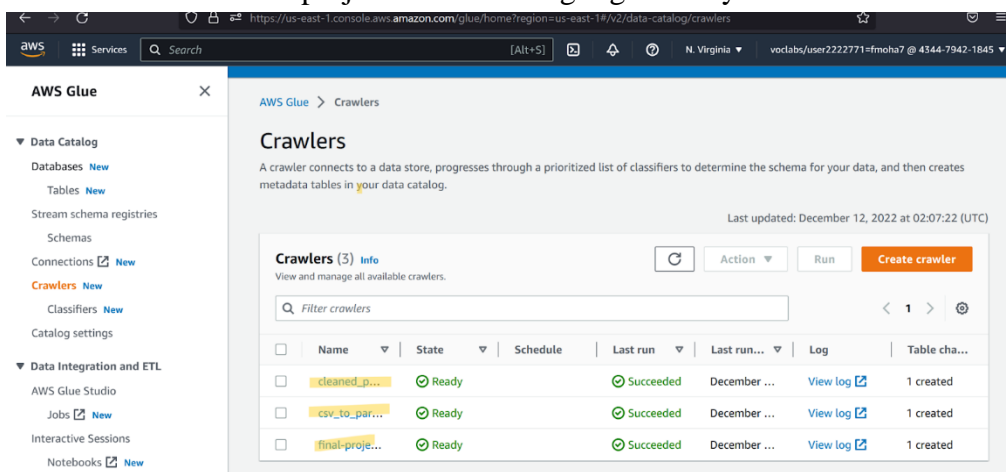 https://us-east-1.console.aws.amazon.com/glue/home?region=us-east-1#/v2/data-catalog/crawlers
aws Services Search [Alt+S] N. Virginia voclabs/user2222771=fmoha7 @ 4344-7942-1845
AWS Glue
Data Catalog
Databases New
Tables New
Stream schema registries
Schemas
Connections New
Crawlers New
Classifiers New
Catalog settings
Data Integration and ETL
AWS Glue Studio
Jobs New
Interactive Sessions
Notebooks New
AWS Glue > Crawlers
Crawlers
A crawler connects to a data store, progresses through a prioritized list of classifiers to determine the schema for your data, and then creates
metadata tables in your data catalog.
Last updated: December 12, 2022 at 02:07:22 (UTC)
Crawlers (3) Info
View and manage all available crawlers.
Action Run Create crawler
Filter crawlers
1
Name State Schedule Last run Last run... Log Table cha...
cleaned_p... Ready Succeeded December ... View log 1 created
csv_to_par... Ready Succeeded December ... View log 1 created
final-proje... Ready Succeeded December ... View log 1 created